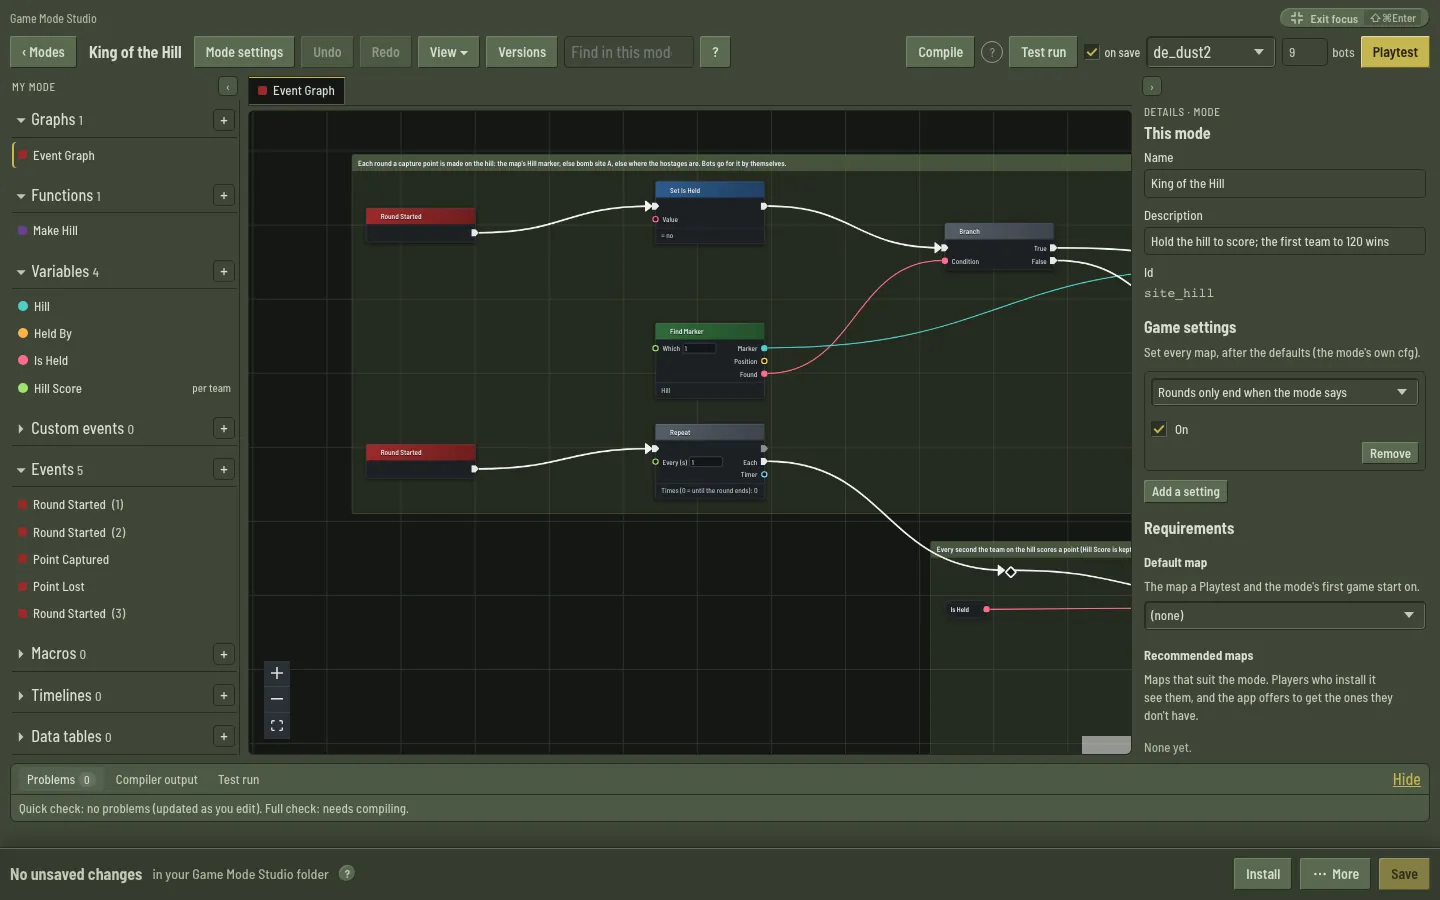 Game Mode Studio
Exit focus ⇧⌘Enter
‹ Modes
King of the Hill
Mode settings
Undo
Redo
View
Versions
Find in this mod
?
Compile
?
Test run
on save
de_dust2
9
bots
Playtest
MY MODE
‹
Graphs 1
+
Event Graph
Functions 1
+
Make Hill
Variables 4
+
Hill
Held By
Is Held
Hill Score per team
Custom events 0
+
Events 5
+
Round Started (1)
Round Started (2)
Point Captured
Point Lost
Round Started (3)
Macros 0
+
Timelines 0
+
Data tables 0
+
Event Graph
Each round a capture point is made on the hill: the map's Hill marker, else bomb site A, else where the hostages are. Bots go for it by themselves.
Round Started
Set Is Held
Value
= no
Branch
True
Condition False
Find Marker
Which 1 Marker
Position
Found
Hill
Round Started
Repeat
Every (s) 1 Each
Timer
Times (0 = until the round ends): 0
Every second the team on the hill scores a point (Hill Score is kept
Is Held
+
−
›
DETAILS · MODE
This mode
Name
King of the Hill
Description
Hold the hill to score; the first team to 120 wins
Id
site_hill
Game settings
Set every map, after the defaults (the mode's own cfg).
Rounds only end when the mode says
On
Remove
Add a setting
Requirements
Default map
The map a Playtest and the mode's first game start on.
(none)
Recommended maps
Maps that suit the mode. Players who install it
see them, and the app offers to get the ones they
don't have.
None yet.
Problems 0
Compiler output
Test run
Hide
Quick check: no problems (updated as you edit). Full check: needs compiling.
No unsaved changes in your Game Mode Studio folder ?
Install
··· More
Save